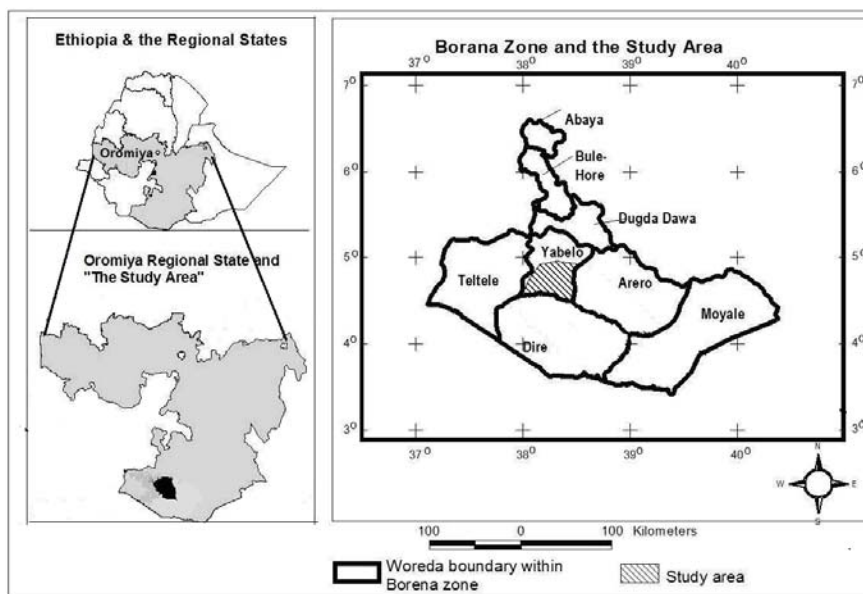 Ethiopia & the Regional States
Oromiya
Oromiya Regional State and
"The Study Area"
Borana Zone and the Study Area
37° 38° 39° 40°
7° 7°
Abaya
6° 6°
Bule-
Hore
Dugda Dawa
5° 5°
Yabelo
Teltele
Arero
Moyale
4° 4°
Dire
3° 3°
37° 38° 39° 40°
N
W E
S
100 0 100 Kilometers
Woreda boundary within
Borena zone
Study area